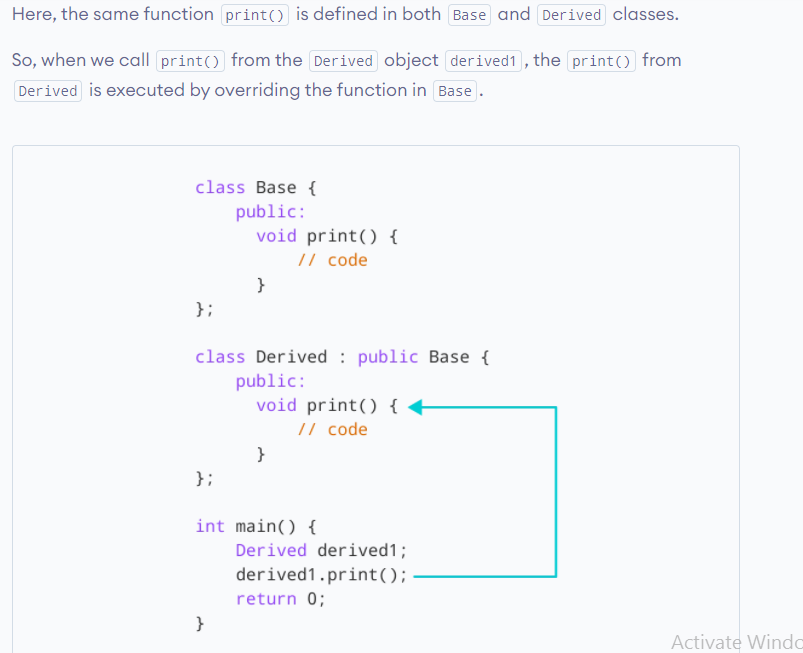 Here, the same function print() is defined in both Base and Derived classes.
So, when we call print() from the Derived object derived1, the print() from
Derived is executed by overriding the function in Base.
class Base {
    public:
      void print() {
          // code
      }
};
class Derived : public Base {
    public:
      void print() {
          // code
      }
};
int main() {
    Derived derived1;
    derived1.print();
    return 0;
}
Activate Windo